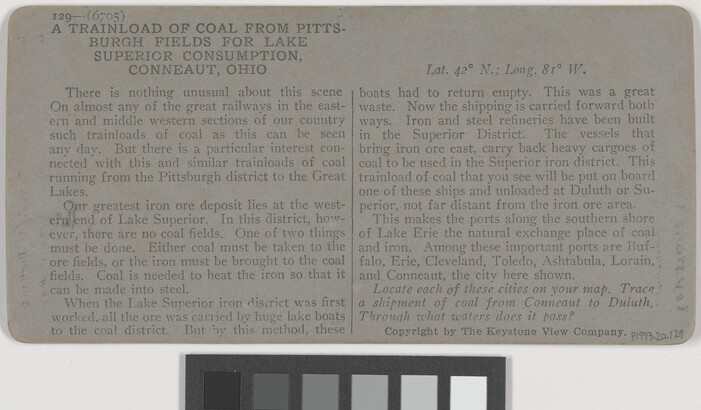 129—(6705)
A TRAINLOAD OF COAL FROM PITTS-
BURGH FIELDS FOR LAKE
SUPERIOR CONSUMPTION,
CONNEAUT, OHIO
There is nothing unusual about this scene
On almost any of the great railways in the east-
ern and middle western sections of our country
such trainloads of coal as this can be seen
any day. But there is a particular interest con-
nected with this and similar trainloads of coal
running from the Pittsburgh district to the Great
Lakes.
Our greatest iron ore deposit lies at the west-
ern end of Lake Superior. In this district, how-
ever, there are no coal fields. One of two things
must be done. Either coal must be taken to the
ore fields, or the iron must be brought to the coal
fields. Coal is needed to heat the iron so that it
can be made into steel.
When the Lake Superior iron district was first
worked, all the ore was carried by huge lake boats
to the coal district. But by this method, these
Lat. 42° N.; Long. 81° W.
boats had to return empty. This was a great
waste. Now the shipping is carried forward both
ways. Iron and steel refineries have been built
in the Superior District. The vessels that
bring iron ore east, carry back heavy cargoes of
coal to be used in the Superior iron district. This
trainload of coal that you see will be put on board
one of these ships and unloaded at Duluth or Su-
perior, not far distant from the iron ore area.
This makes the ports along the southern shore
of Lake Erie the natural exchange place of coal
and iron. Among these important ports are Buf-
falo, Erie, Cleveland, Toledo, Ashtabula, Lorain,
and Conneaut, the city here shown.
Locate each of these cities on your map. Trace
a shipment of coal from Conneaut to Duluth.
Through what waters does it pass?
Copyright by The Keystone View Company.
P1993.20.129